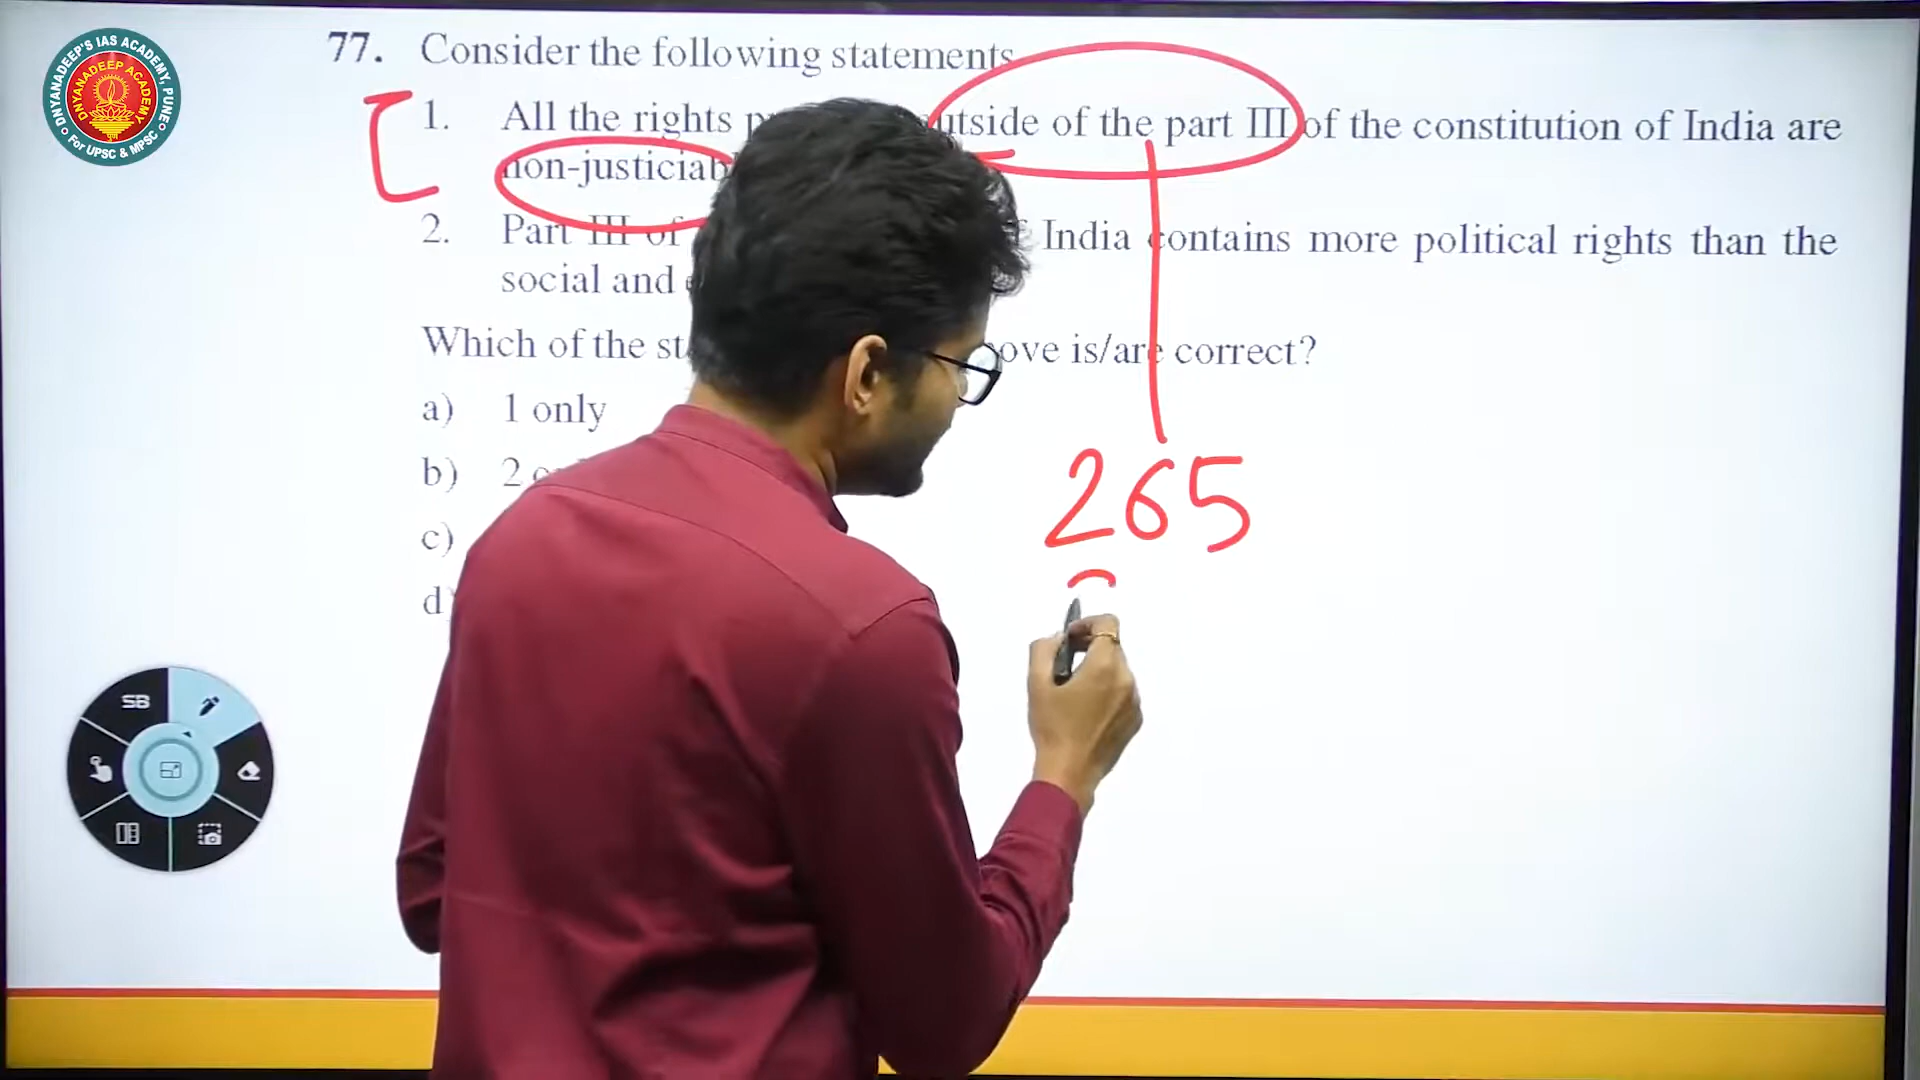 DNYANADEEP'S IAS ACADEMY, PUNE
DNYANADEEP ACADEMY
For UPSC & MPSC
77. Consider the following statements
1. All the rights outside of the part III of the constitution of India are
non-justiciab
2. Part III of India contains more political rights than the
social and
Which of the ove is/are correct?
a) 1 only
b) 2
c)
d)
265
SB